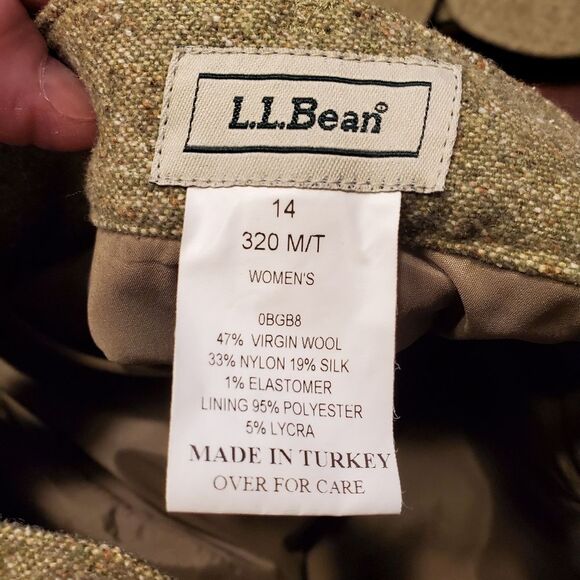 L.L.Bean®
14
320 M/T
WOMEN'S
0BGB8
47% VIRGIN WOOL
33% NYLON 19% SILK
1% ELASTOMER
LINING 95% POLYESTER
5% LYCRA
MADE IN TURKEY
OVER FOR CARE